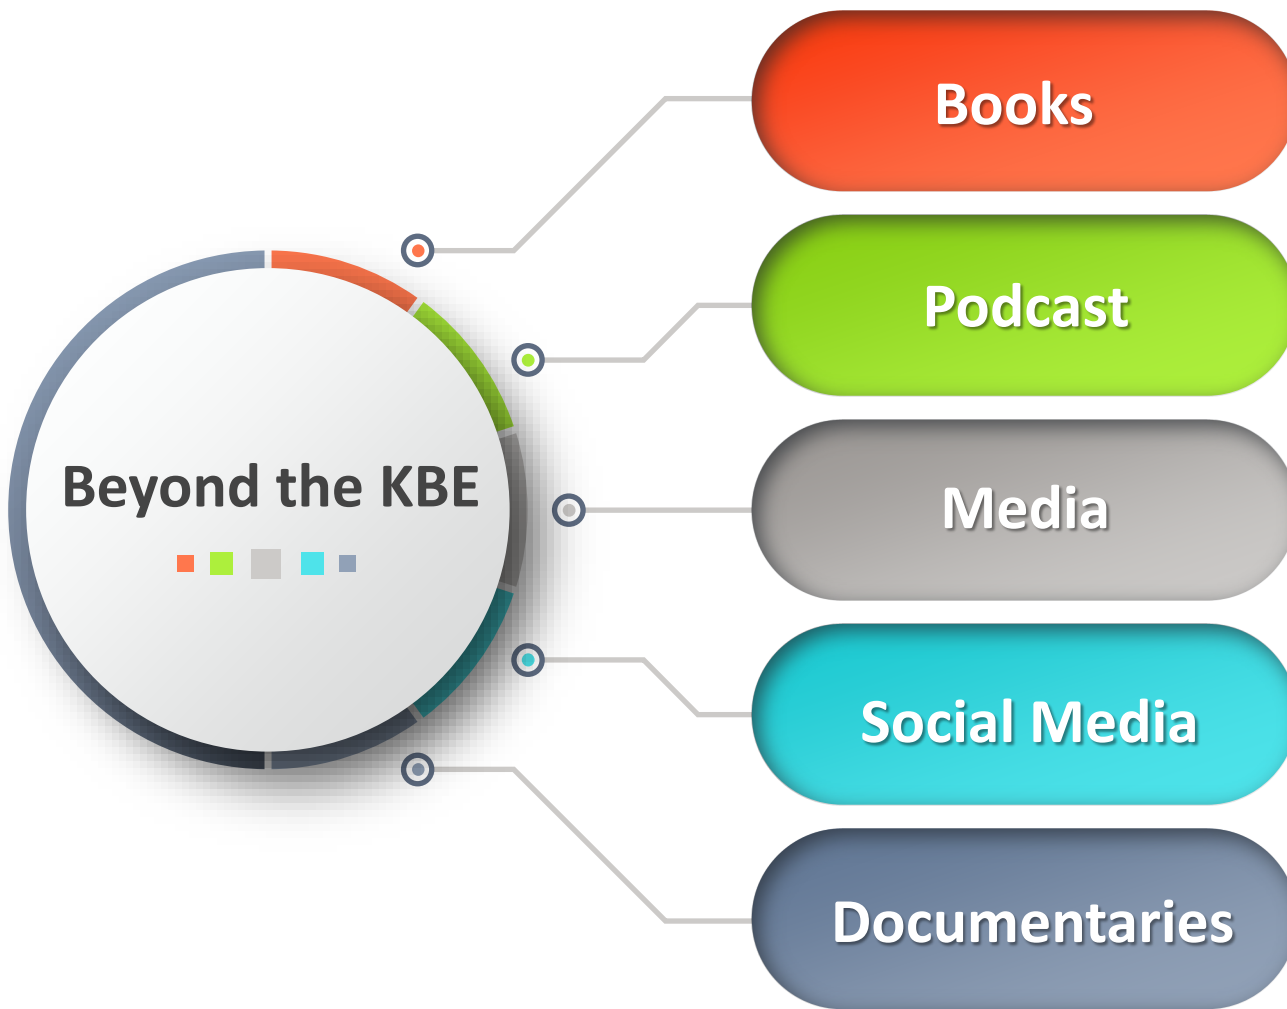 Beyond the KBE
Books
Podcast
Media
Social Media
Documentaries